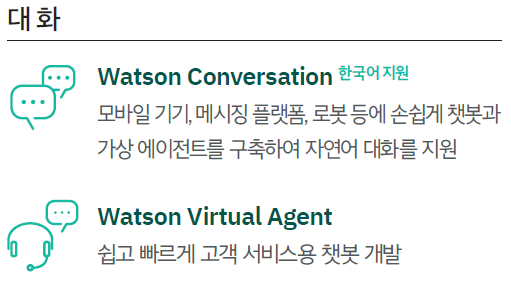 대화
Watson Conversation 한국어 지원
모바일 기기, 메시징 플랫폼, 로봇 등에 손쉽게 챗봇과
가상 에이전트를 구축하여 자연어 대화를 지원
Watson Virtual Agent
쉽고 빠르게 고객 서비스용 챗봇 개발